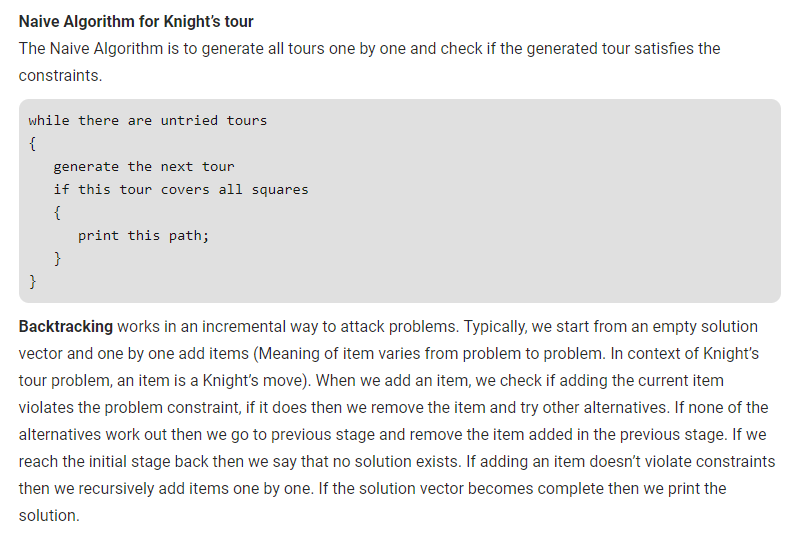 Naive Algorithm for Knight’s tour
The Naive Algorithm is to generate all tours one by one and check if the generated tour satisfies the
constraints.
while there are untried tours
{
   generate the next tour
   if this tour covers all squares
   {
      print this path;
   }
}
Backtracking works in an incremental way to attack problems. Typically, we start from an empty solution
vector and one by one add items (Meaning of item varies from problem to problem. In context of Knight’s
tour problem, an item is a Knight’s move). When we add an item, we check if adding the current item
violates the problem constraint, if it does then we remove the item and try other alternatives. If none of the
alternatives work out then we go to previous stage and remove the item added in the previous stage. If we
reach the initial stage back then we say that no solution exists. If adding an item doesn’t violate constraints
then we recursively add items one by one. If the solution vector becomes complete then we print the
solution.